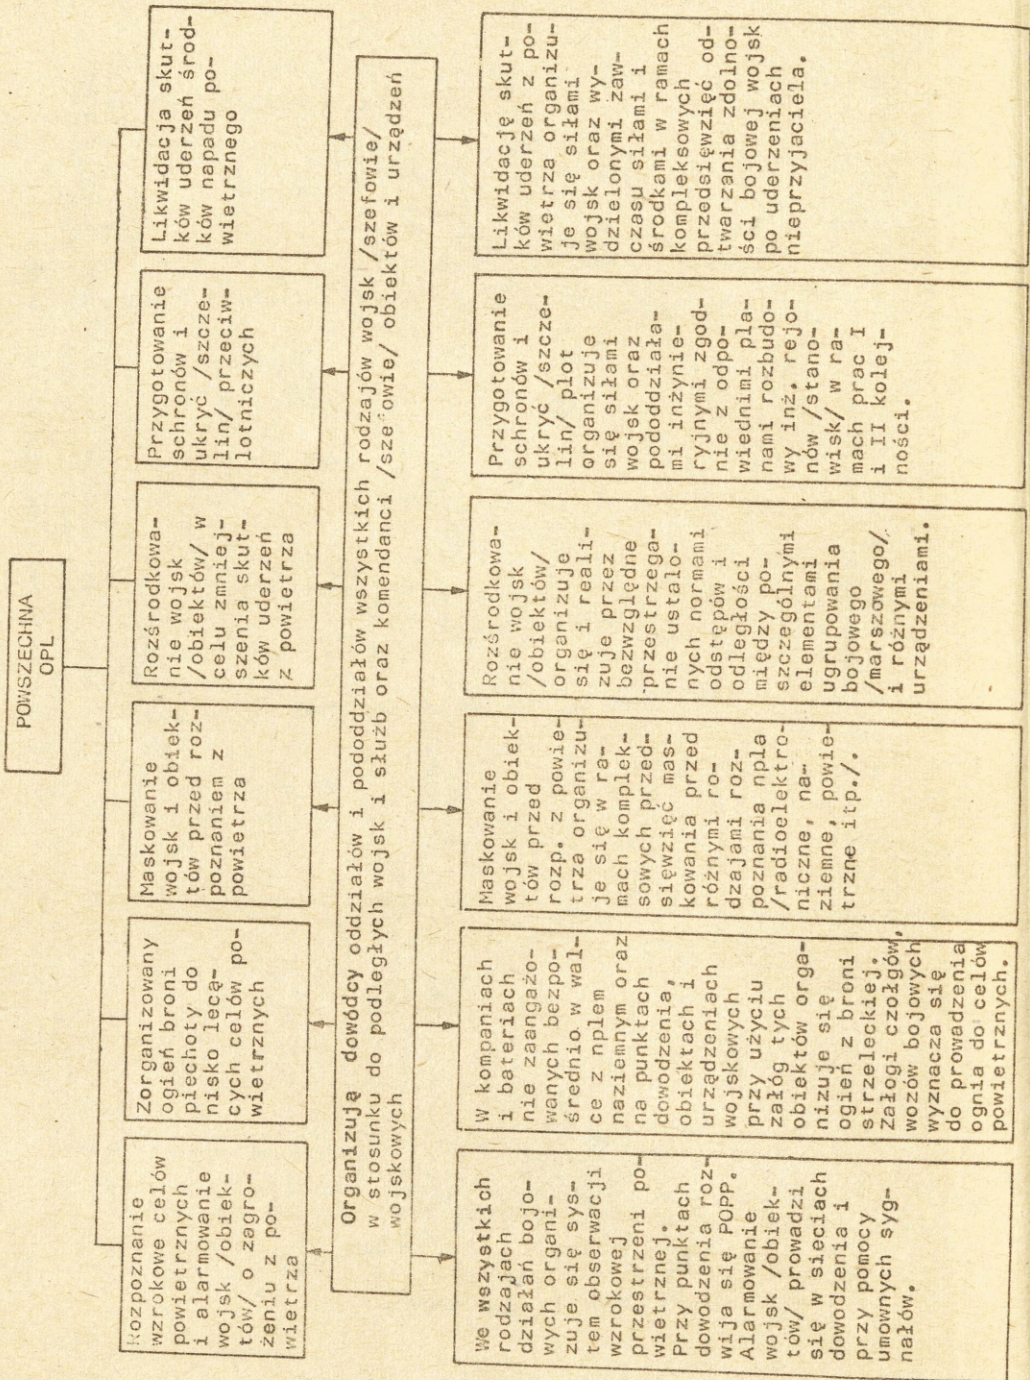 POWSZECHNA
OPL
Rozpoznanie
wzrokowe celów
powietrznych
i alarmowanie
wojsk /obiek-
tów/ o zagro-
żeniu z po-
wietrza
Zorganizowany
ogień broni
piechoty do
nisko lecą-
cych celów po-
wietrznych
Maskowanie
wojsk i obiek-
tów przed roz-
poznaniem z
powietrza
Rozśrodkowa-
nie wojsk
/obiektów/ w
celu zmniej-
szenia skut-
ków uderzeń
z powietrza
Przygotowanie
schronów i
ukryć /szcze-
lin/ przeciw-
lotniczych
Likwidacja skut-
ków uderzeń środ-
ków napadu po-
wietrznego
Organizują dowódcy oddziałów i pododdziałów wszystkich rodzajów wojsk /szefowie/
w stosunku do podległych wojsk i służb oraz komendanci /szefowie/ obiektów i urządzeń
wojskowych
We wszystkich
rodzajach
działań bojo-
wych organi-
zuje się sys-
tem obserwacji
wzrokowej
przestrzeni po-
wietrznej.
Przy punktach
dowodzenia roz-
wija się POPP.
Alarmowanie
wojsk /obiek-
tów/ prowadzi
się w sieciach
dowodzenia i
przy pomocy
umownych syg-
nałów.
W kompaniach
i bateriach
nie zaangażo-
wanych bezpo-
średnio w wal-
ce z nplem
naziemnym oraz
na punktach
dowodzenia,
obiektach i
urządzeniach
wojskowych
przy użyciu
załóg tych
obiektów orga-
nizuje się
ogień z broni
strzeleckiej.
Załogi czołgów,
wozów bojowych
wyznacza się
do prowadzenia
ognia do celów
powietrznych.
Maskowanie
wojsk i obiek-
tów przed
rozp. z powie-
trza organizu-
je się w ra-
mach komplek-
sowych przed-
sięwzięć mas-
kowania przed
różnymi ro-
dzajami roz-
poznania npla
/radioelektro-
niczne, na-
ziemne, powie-
trzne itp./.
Rozśrodkowa-
nie wojsk
/obiektów/
organizuje
się i reali-
zuje przez
bezwzględne
przestrzega-
nie ustalo-
nych normami
odstępów i
odległości
między po-
szczególnymi
elementami
ugrupowania
bojowego
/marszowego/
i różnymi
urządzeniami.
Przygotowanie
schronów i
ukryć /szcze-
lin/ plot
organizuje
się siłami
wojsk oraz
pododdziała-
mi inżynie-
ryjnymi zgod-
nie z odpo-
wiednimi pla-
nami rozbudo-
wy inż. rejo-
nów /stano-
wisk/ w ra-
mach prac I
i II kolej-
ności.
Likwidację skut-
ków uderzeń z po-
wietrza organizu-
je się siłami
wojsk oraz wy-
dzielonymi zaw-
czasu siłami i
środkami w ramach
kompleksowych
przedsięwzięć od-
twarzania zdolno-
ści bojowej wojsk
po uderzeniach
nieprzyjaciela.